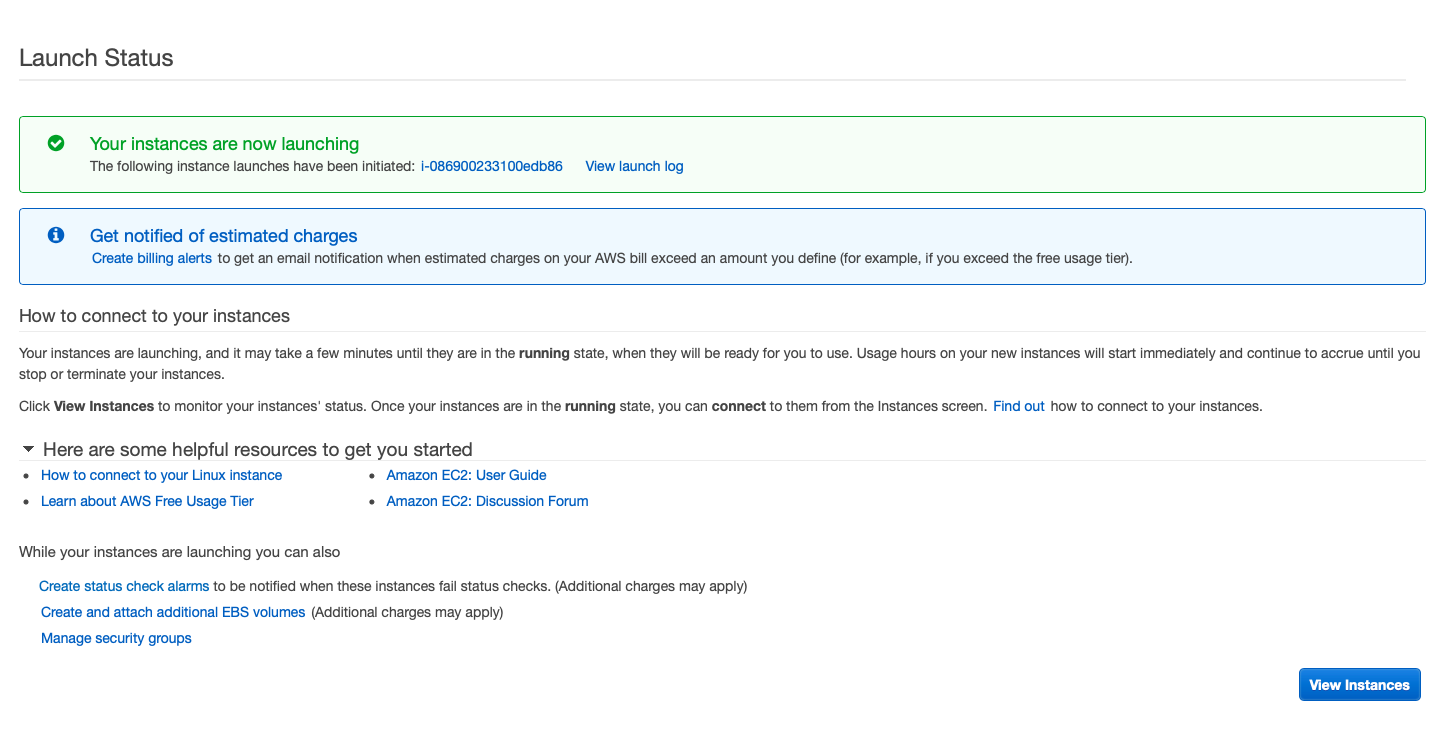 Launch Status
Your instances are now launching
The following instance launches have been initiated: i-086900233100edb86 View launch log
Get notified of estimated charges
Create billing alerts to get an email notification when estimated charges on your AWS bill exceed an amount you define (for example, if you exceed the free usage tier).
How to connect to your instances
Your instances are launching, and it may take a few minutes until they are in the running state, when they will be ready for you to use. Usage hours on your new instances will start immediately and continue to accrue until you
stop or terminate your instances.
Click View Instances to monitor your instances' status. Once your instances are in the running state, you can connect to them from the Instances screen. Find out how to connect to your instances.
Here are some helpful resources to get you started
• How to connect to your Linux instance
• Amazon EC2: User Guide
• Learn about AWS Free Usage Tier
• Amazon EC2: Discussion Forum
While your instances are launching you can also
Create status check alarms to be notified when these instances fail status checks. (Additional charges may apply)
Create and attach additional EBS volumes (Additional charges may apply)
Manage security groups
View Instances